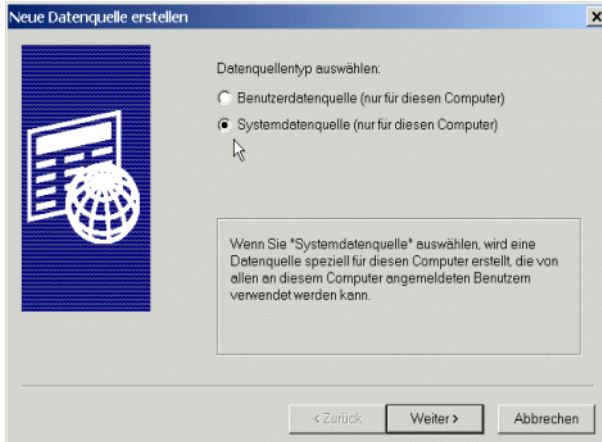 Neue Datenquelle erstellen
Datenquellentyp auswählen:
Benutzerdatenquelle (nur für diesen Computer)
Systemdatenquelle (nur für diesen Computer)
Wenn Sie "Systemdatenquelle" auswählen, wird eine
Datenquelle speziell für diesen Computer erstellt, die von
allen an diesem Computer angemeldeten Benutzern
verwendet werden kann.
< Zurück
Weiter >
Abbrechen